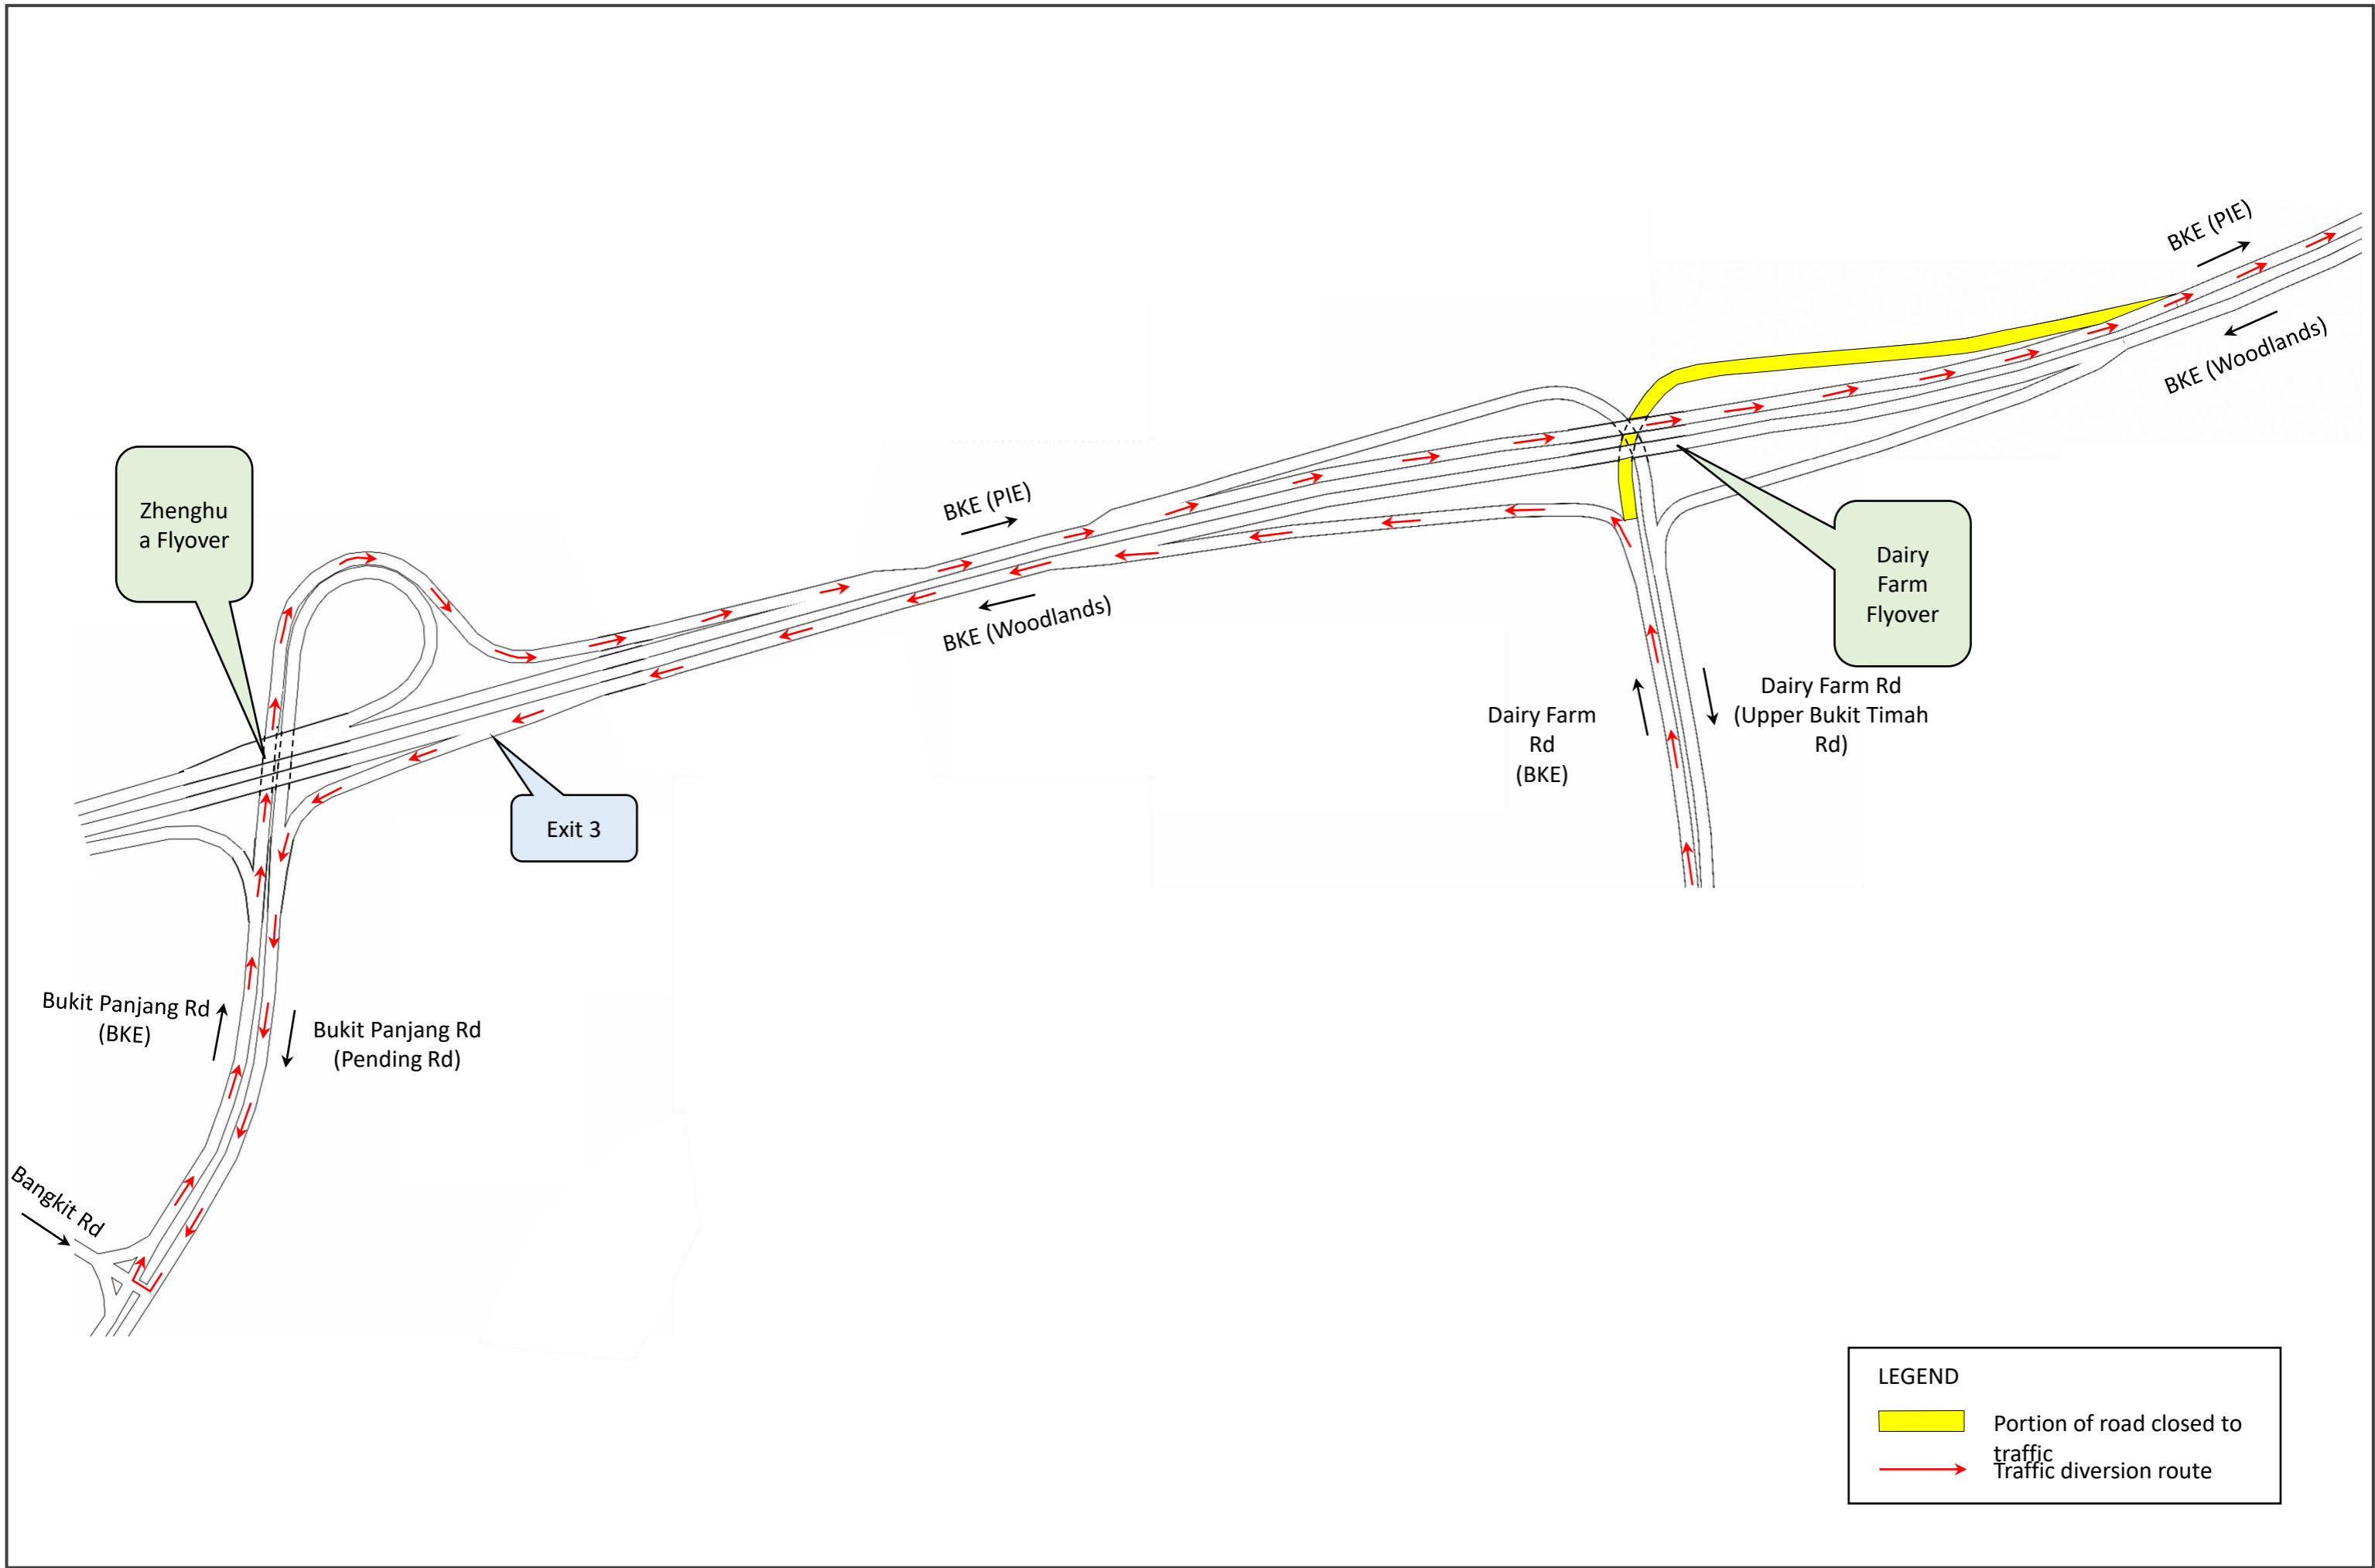 BKE (PIE)
BKE (Woodlands)
Zhenghu
a Flyover
BKE (PIE)
BKE (Woodlands)
Dairy
Farm
Flyover
Dairy Farm
Rd
(BKE)
Dairy Farm Rd
(Upper Bukit Timah
Rd)
Exit 3
Bukit Panjang Rd
(BKE)
Bukit Panjang Rd
(Pending Rd)
Bangkit Rd
LEGEND
Portion of road closed to
traffic
Traffic diversion route